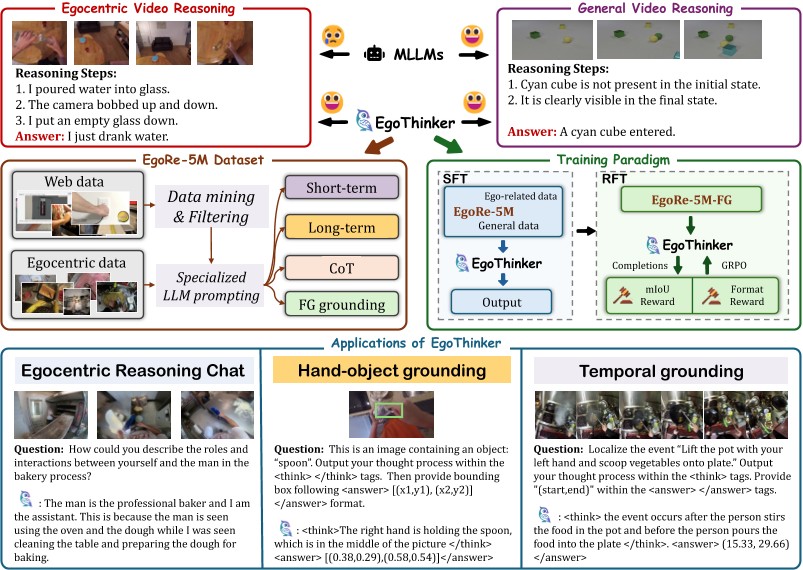 Egocentric Video Reasoning
Reasoning Steps:
1. I poured water into glass.
2. The camera bobbed up and down.
3. I put an empty glass down.
Answer: I just drank water.
MLLMs
EgoThinker
General Video Reasoning
Reasoning Steps:
1. Cyan cube is not present in the initial state.
2. It is clearly visible in the final state.
Answer: A cyan cube entered.
EgoRe-5M Dataset
Web data
Egocentric data
Data mining
& Filtering
Specialized
LLM prompting
Short-term
Long-term
CoT
FG grounding
Training Paradigm
SFT
Ego-related data
EgoRe-5M
General data
EgoThinker
Output
RFT
EgoRe-5M-FG
EgoThinker
Completions
GRPO
mIoU
Reward
Format
Reward
Applications of EgoThinker
Egocentric Reasoning Chat
Question: How could you describe the roles and
interactions between yourself and the man in the
bakery process?
: The man is the professional baker and I am
the assistant. This is because the man is seen
using the oven and the dough while I was seen
cleaning the table and preparing the dough for
baking.
Hand-object grounding
Question: This is an image containing an object:
"spoon". Output your thought process within the
<think> </think> tags. Then provide bounding
box following <answer> [(x1,y1), (x2,y2)]
</answer> format.
: <think>The right hand is holding the spoon,
which is in the middle of the picture </think>
<answer> [(0.38,0.29),(0.58,0.54)]</answer>
Temporal grounding
Question: Localize the event "Lift the pot with your
left hand and scoop vegetables onto plate." Output
your thought process within the <think> tags. Provide
"(start,end)" within the <answer> </answer> tags.
: <think> the event occurs after the person stirs
the food in the pot and before the person pours the
food into the plate </think>. <answer> (15.33, 29.66)
</answer>